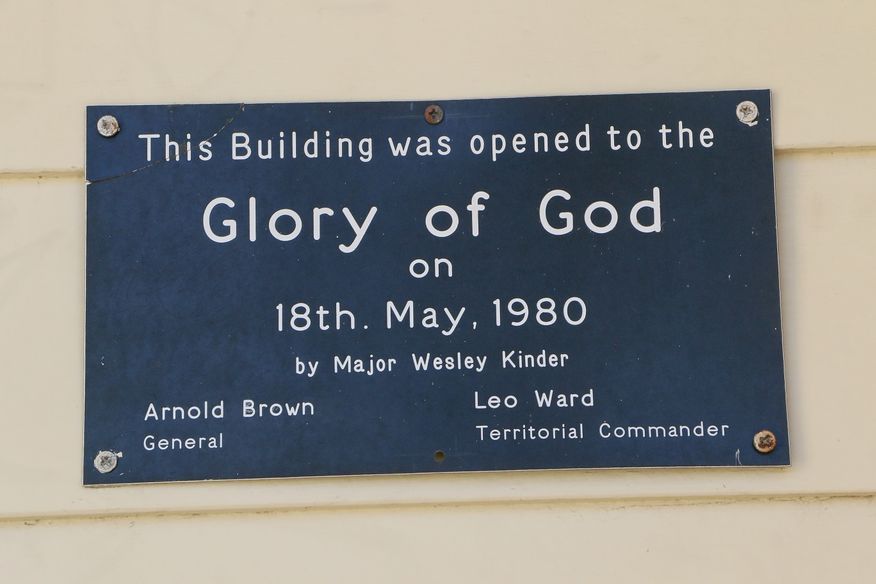 This Building was opened to the
Glory of God
on
18th. May, 1980
by Major Wesley Kinder
Arnold Brown
General
Leo Ward
Territorial Commander